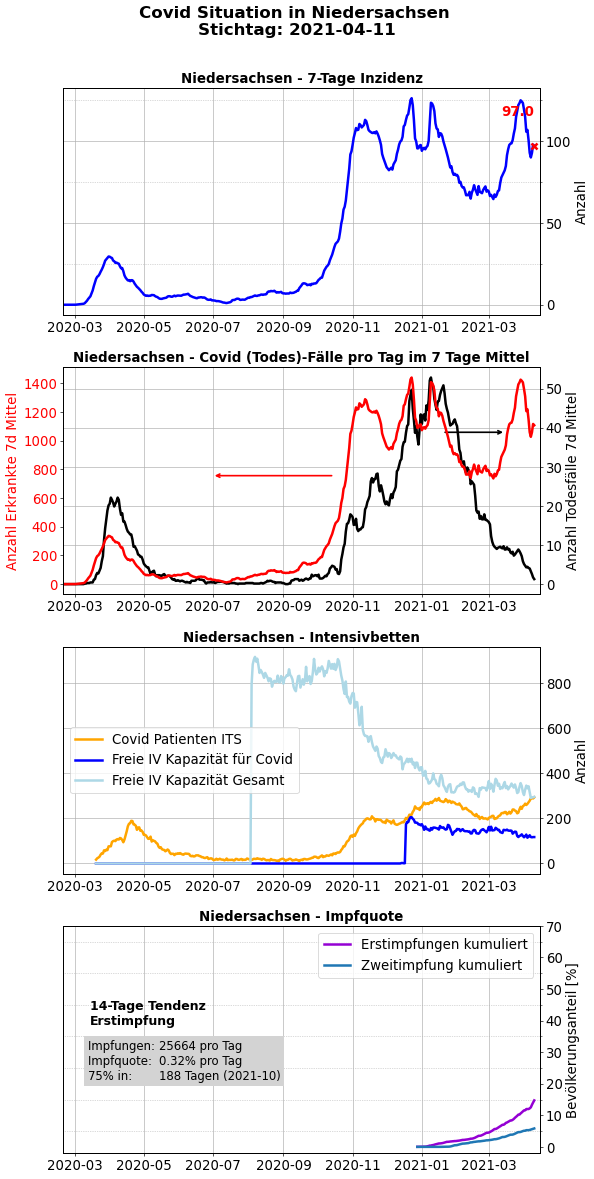 Covid Situation in Niedersachsen
Stichtag: 2021-04-11
Niedersachsen - 7-Tage Inzidenz
97.0
100
50
0
Anzahl
2020-03 2020-05 2020-07 2020-09 2020-11 2021-01 2021-03
Niedersachsen - Covid (Todes)-Fälle pro Tag im 7 Tage Mittel
Anzahl Erkrankte 7d Mittel
1400
1200
1000
800
600
400
200
0
50
40
30
20
10
0
Anzahl Todesfälle 7d Mittel
2020-03 2020-05 2020-07 2020-09 2020-11 2021-01 2021-03
Niedersachsen - Intensivbetten
Covid Patienten ITS
Freie IV Kapazität für Covid
Freie IV Kapazität Gesamt
800
600
400
200
0
Anzahl
2020-03 2020-05 2020-07 2020-09 2020-11 2021-01 2021-03
Niedersachsen - Impfquote
Erstimpfungen kumuliert
Zweitimpfung kumuliert
14-Tage Tendenz
Erstimpfung
Impfungen: 25664 pro Tag
Impfquote: 0.32% pro Tag
75% in: 188 Tagen (2021-10)
70
60
50
40
30
20
10
0
Bevölkerungsanteil [%]
2020-03 2020-05 2020-07 2020-09 2020-11 2021-01 2021-03